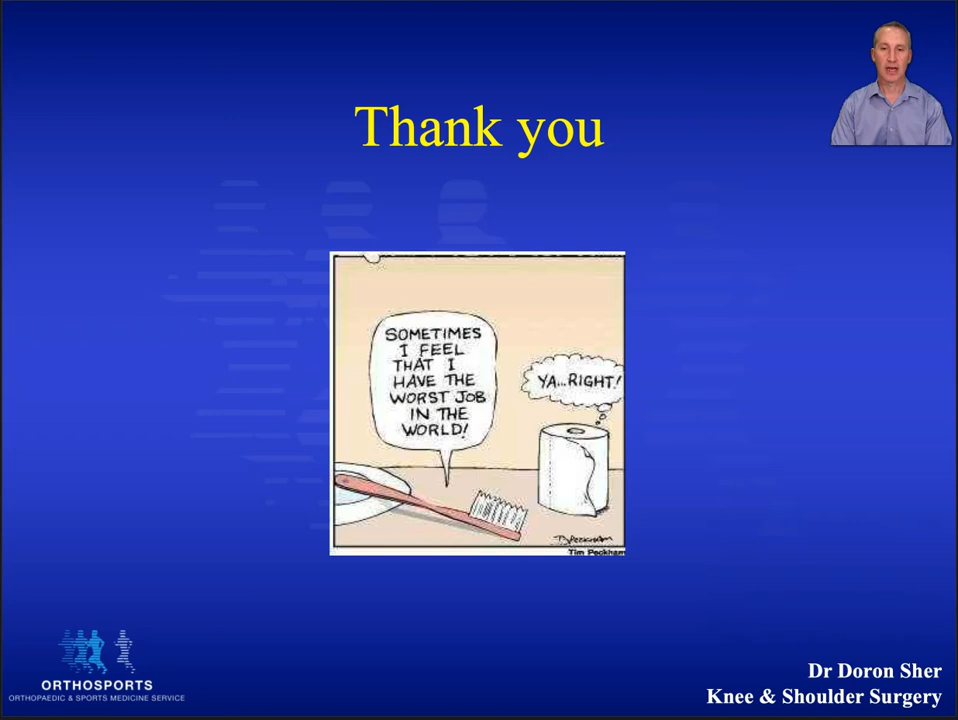 Thank you
SOMETIMES
I FEEL
THAT I
HAVE THE
WORST JOB
IN THE
WORLD!
YA...RIGHT!
TJPECKHAM
Tim Peckham
ORTHOSPORTS
ORTHOPAEDIC & SPORTS MEDICINE SERVICE
Dr Doron Sher
Knee & Shoulder Surgery